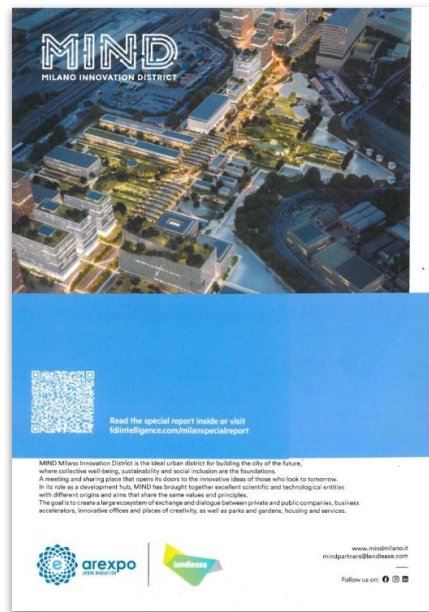 MIND
MILANO INNOVATION DISTRICT
Read the special report inside or visit
fdiintelligence.com/milanspecialreport
MIND Milano Innovation District is the ideal urban district for building the city of the future,
where collective well-being, sustainability and social inclusion are the foundations.
A meeting and sharing place that opens its doors to the innovative ideas of those who look to tomorrow.
In its role as a development hub, MIND has brought together excellent scientific and technological entities
with different origins and aims that share the same values and principles.
The goal is to create a large ecosystem of exchange and dialogue between private and public companies, business
accelerators, innovative offices and places of creativity, as well as parks and gardens, housing and services.
e arexpo
URBAN INNOVATION
lendlease
www.mindmilano.it
mindpartners@lendlease.com
Follow us on: